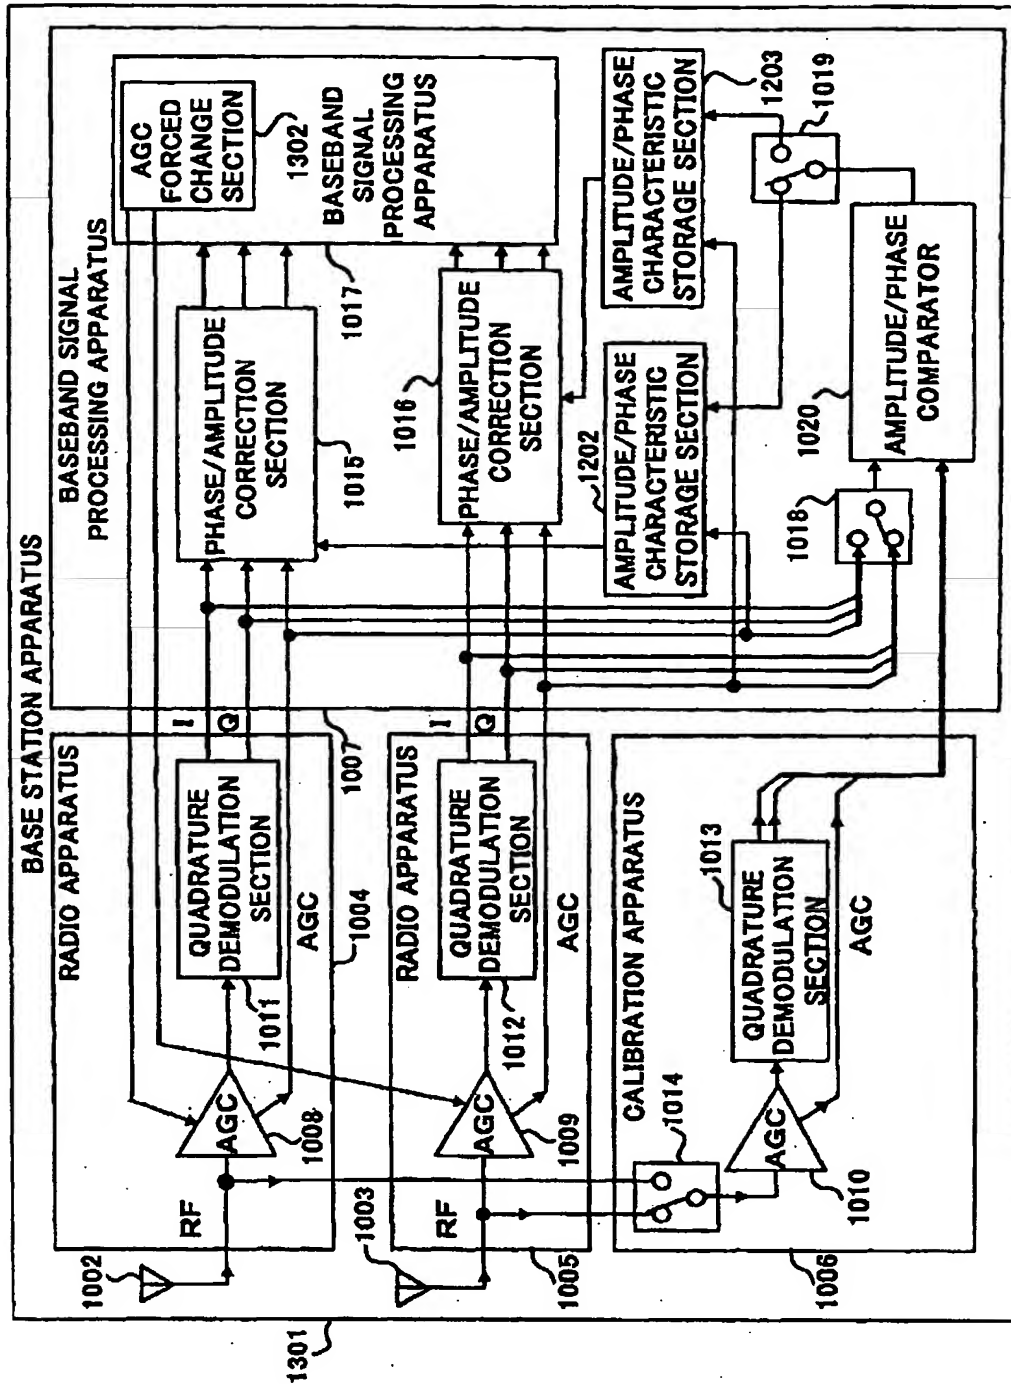 BASE STATION APPARATUS
1301
BASEBAND SIGNAL
PROCESSING APPARATUS
1007
RADIO APPARATUS
1004
1002
RF
AGC
1008
QUADRATURE
DEMODULATION
SECTION
1011
AGC
I
Q
PHASE/AMPLITUDE
CORRECTION
SECTION
1015
AGC
FORCED
CHANGE
SECTION
1302
BASEBAND
SIGNAL
PROCESSING
APPARATUS
1017
RADIO APPARATUS
1005
1003
RF
AGC
1009
QUADRATURE
DEMODULATION
SECTION
1012
AGC
I
Q
PHASE/AMPLITUDE
CORRECTION
SECTION
1016
AMPLITUDE/PHASE
CHARACTERISTIC
STORAGE SECTION
1202
AMPLITUDE/PHASE
CHARACTERISTIC
STORAGE SECTION
1203
CALIBRATION APPARATUS
1006
1014
AGC
1010
QUADRATURE
DEMODULATION
SECTION
1013
AGC
1018
AMPLITUDE/PHASE
COMPARATOR
1020
1019